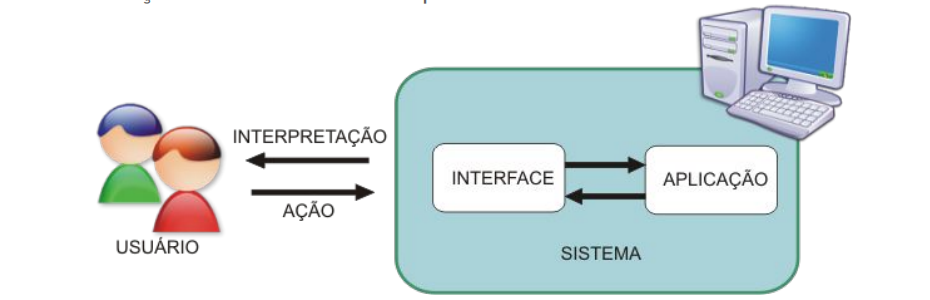 INTERPRETAÇÃO
AÇÃO
USUÁRIO
INTERFACE
APLICAÇÃO
SISTEMA